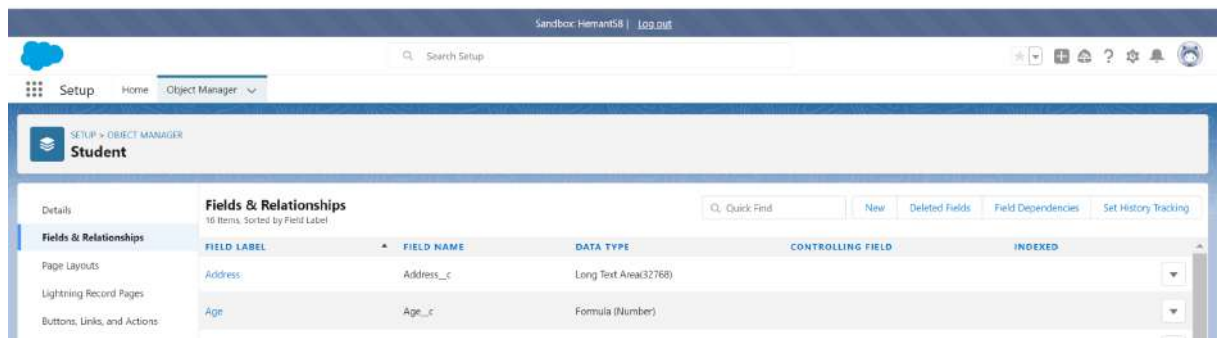 Sandbox: Hemant58 | Log out
Search Setup
Setup Home Object Manager
SETUP > OBJECT MANAGER
Student
Details
Fields & Relationships
Page Layouts
Lightning Record Pages
Buttons, Links, and Actions
Fields & Relationships
16 Items, Sorted by Field Label
Quick Find New Deleted Fields Field Dependencies Set History Tracking
FIELD LABEL FIELD NAME DATA TYPE CONTROLLING FIELD INDEXED
Address Address__c Long Text Area(32768)
Age Age__c Formula (Number)